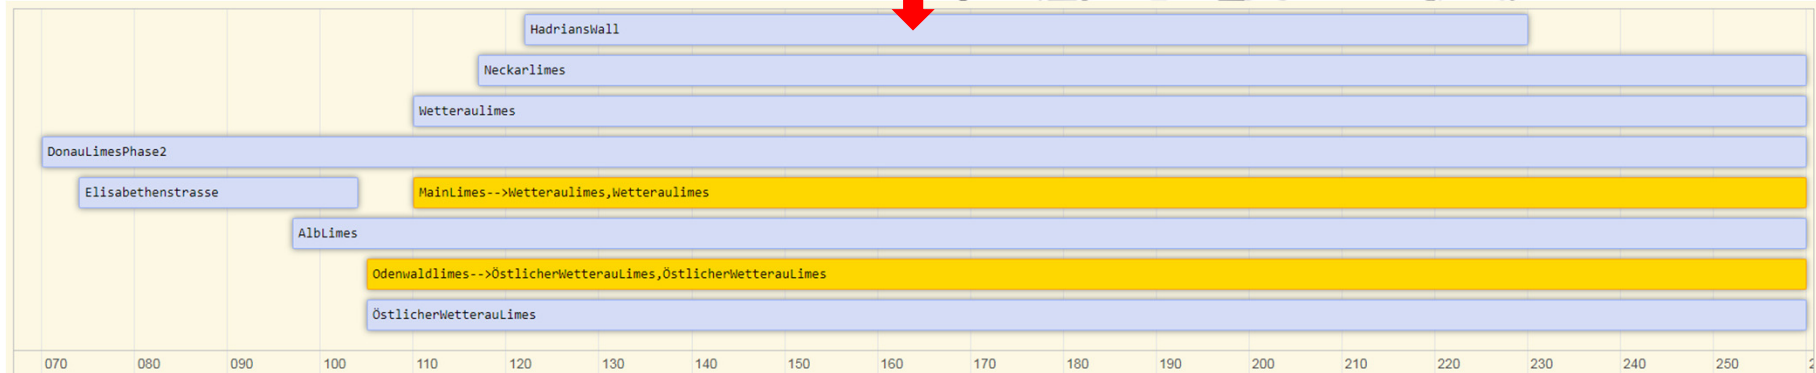 HadriansWall
Neckarlimes
Wetteraulimes
DonauLimesPhase2
Elisabethenstrasse MainLimes-->Wetteraulimes,Wetteraulimes
AlbLimes
Odenwaldlimes-->ÖstlicherWetterauLimes,ÖstlicherWetterauLimes
ÖstlicherWetterauLimes
070 080 090 100 110 120 130 140 150 160 170 180 190 200 210 220 230 240 250